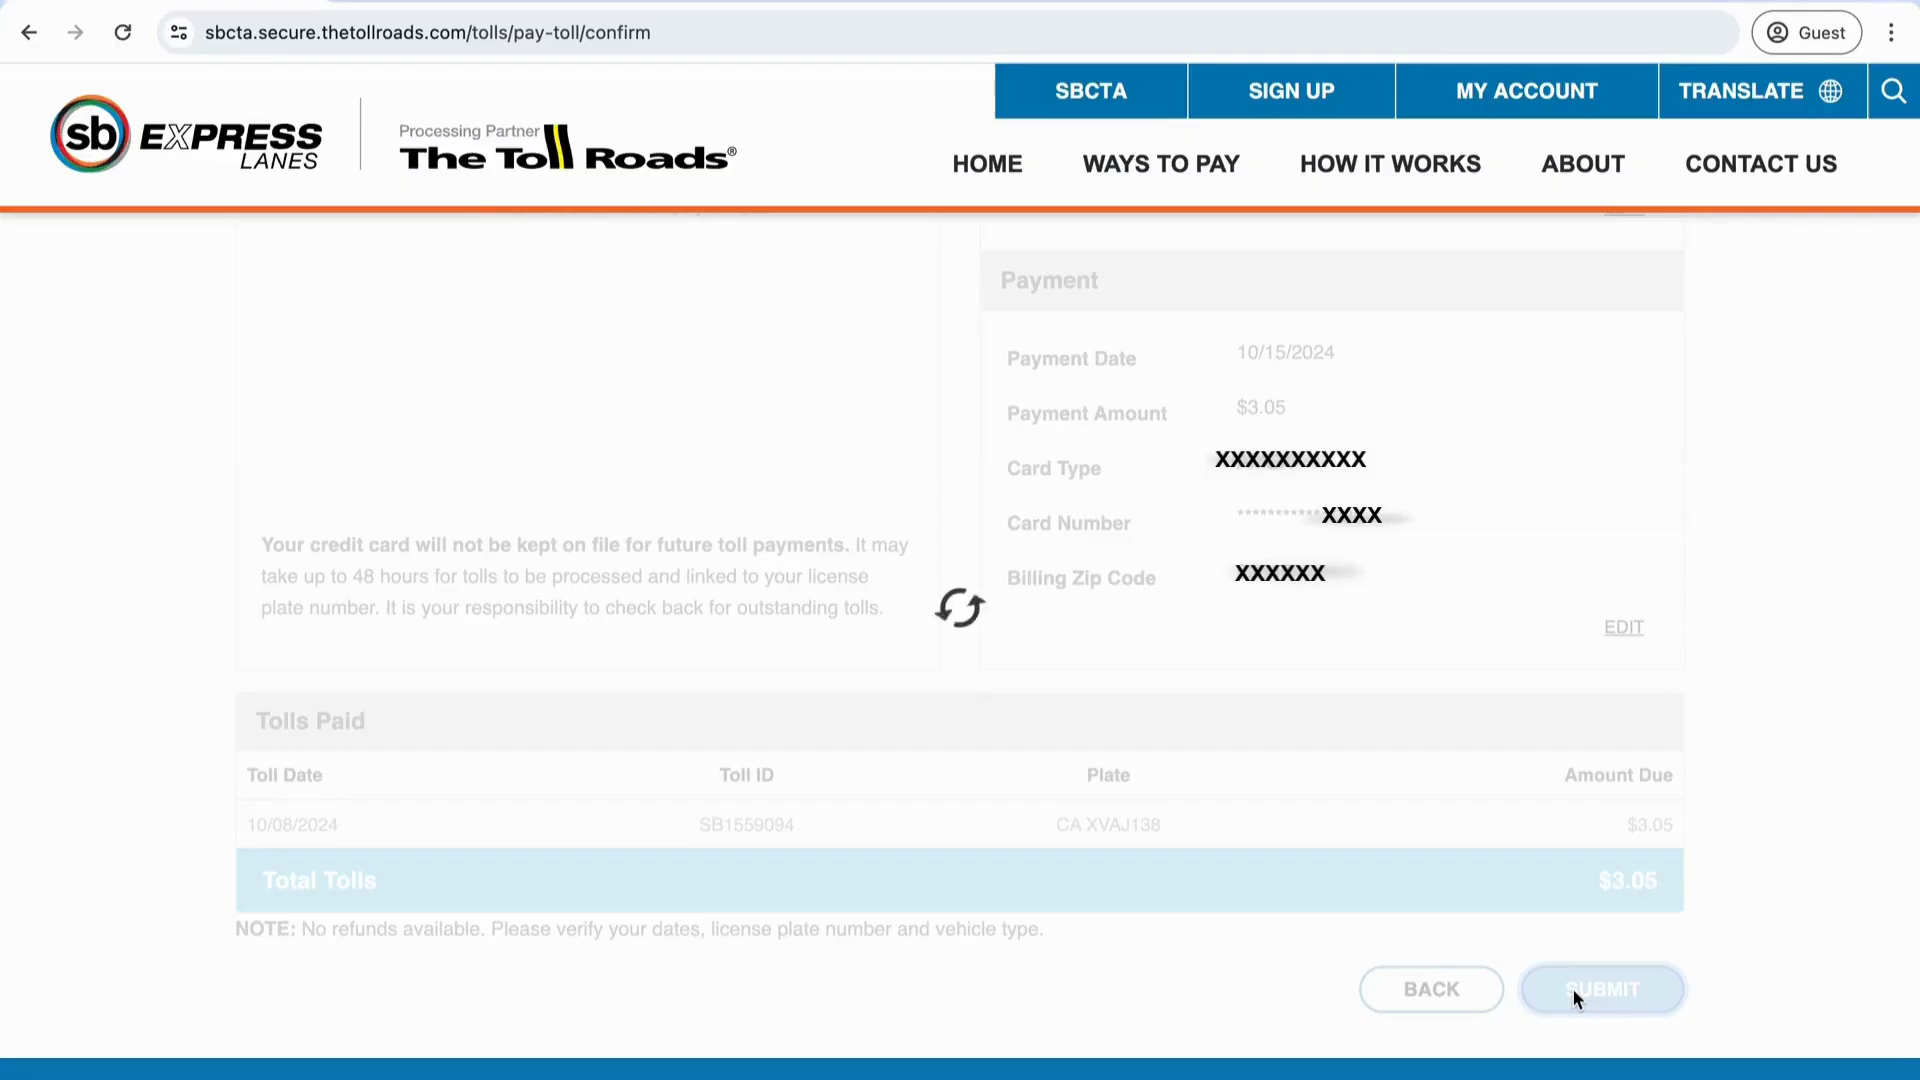 sbcta.secure.thetollroads.com/tolls/pay-toll/confirm
Guest
SBCTA
SIGN UP
MY ACCOUNT
TRANSLATE
sb EXPRESS
LANES
Processing Partner
The Toll Roads®
HOME
WAYS TO PAY
HOW IT WORKS
ABOUT
CONTACT US
Payment
Payment Date 10/15/2024
Payment Amount $3.05
Card Type XXXXXXXXXX
Card Number ************XXXX
Billing Zip Code XXXXXX
EDIT
Your credit card will not be kept on file for future toll payments. It may
take up to 48 hours for tolls to be processed and linked to your license
plate number. It is your responsibility to check back for outstanding tolls.
Tolls Paid
Toll Date Toll ID Plate Amount Due
10/08/2024 SB1559094 CA XVAJ138 $3.05
Total Tolls $3.05
NOTE: No refunds available. Please verify your dates, license plate number and vehicle type.
BACK
SUBMIT